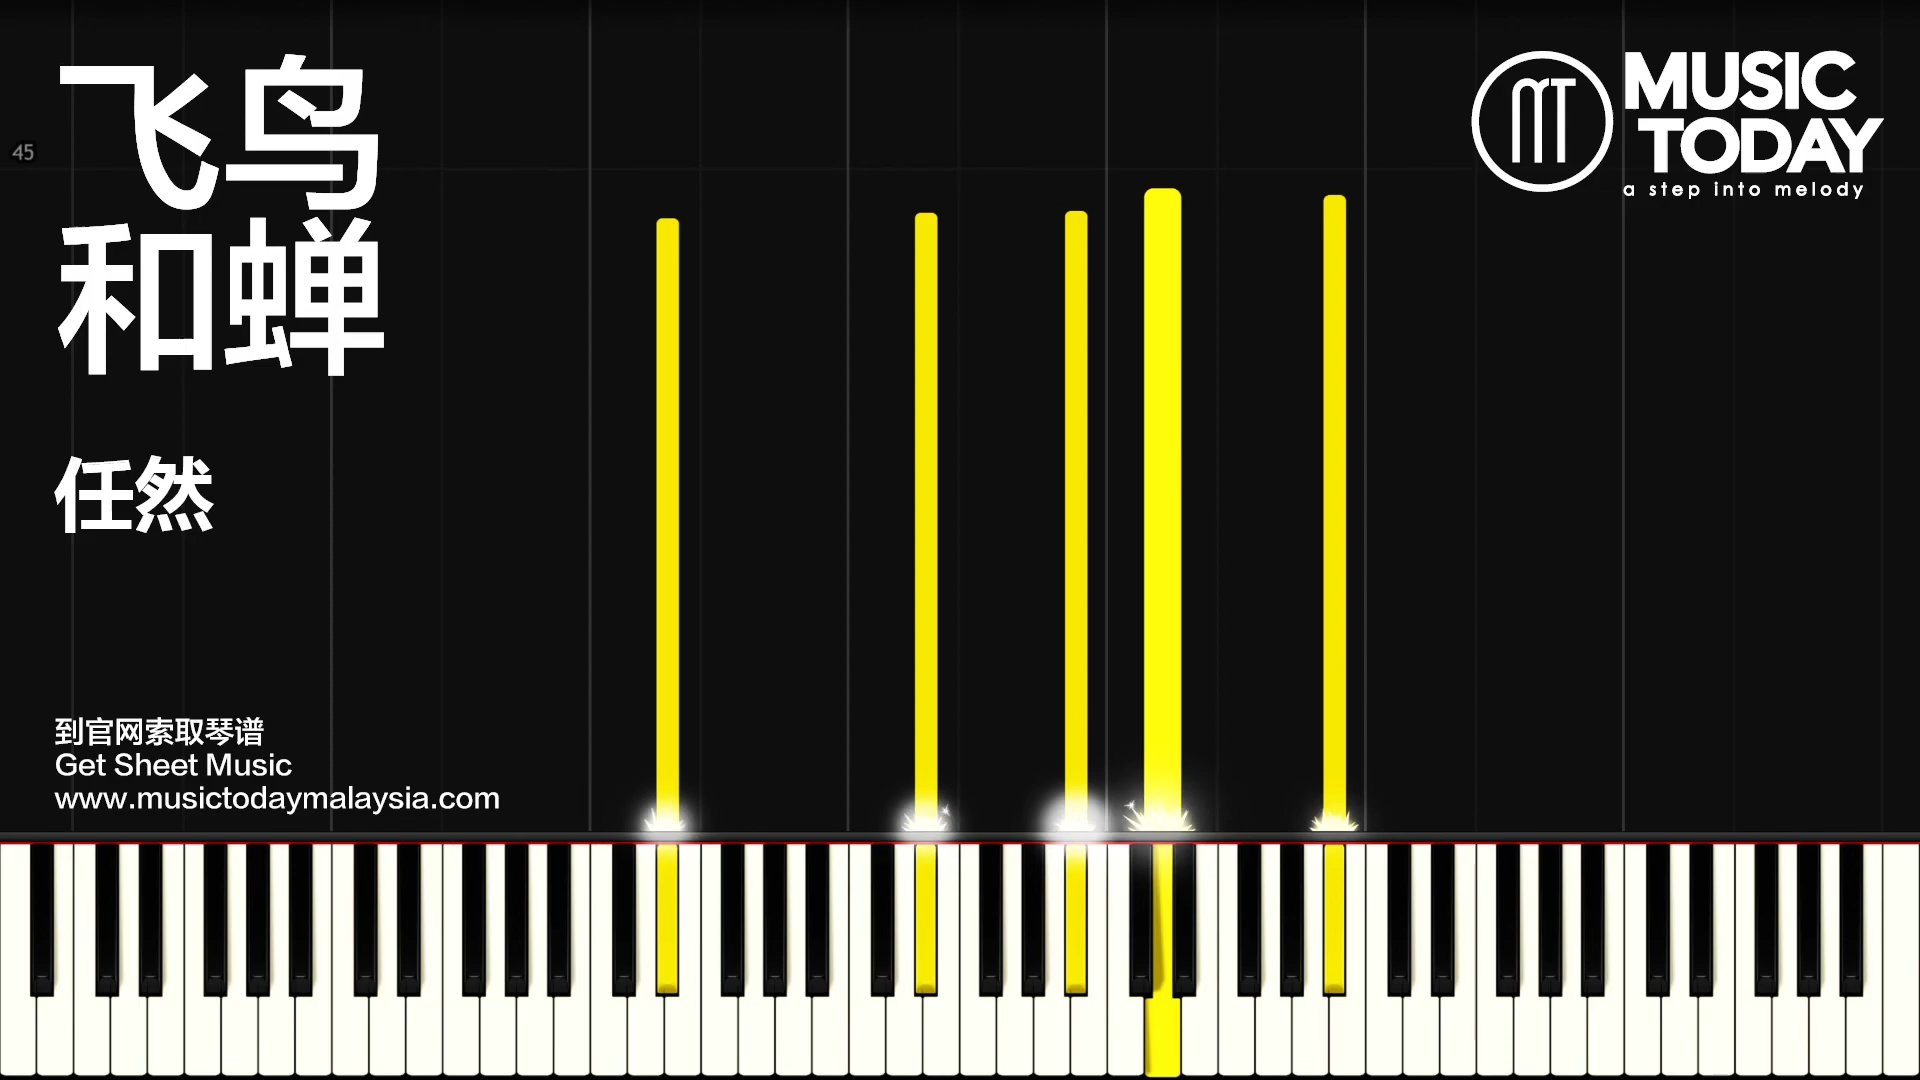 飞鸟
和蝉
任然
45
到官网索取琴谱
Get Sheet Music
www.musictodaymalaysia.com
MT
MUSIC
TODAY
a step into melody